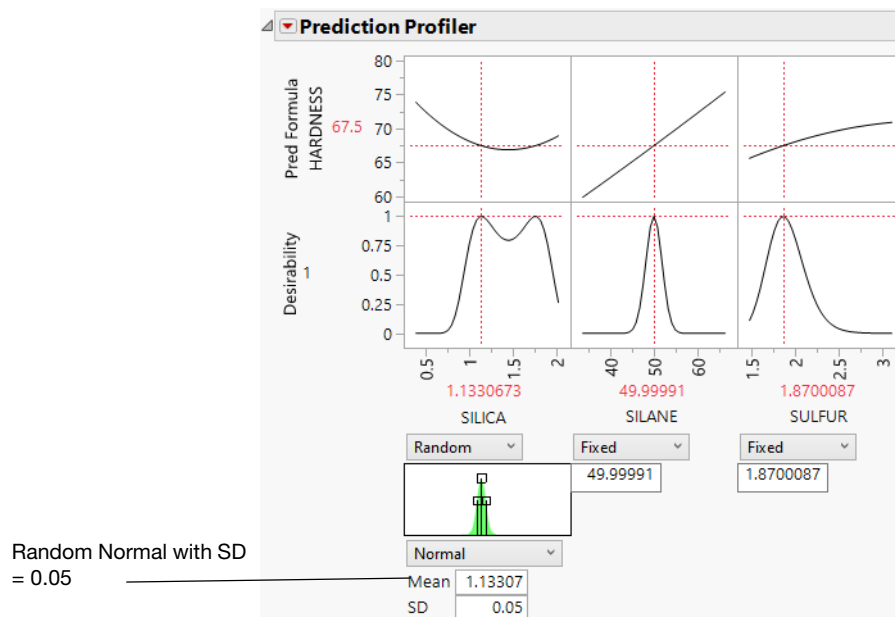 Prediction Profiler
Pred Formula
HARDNESS
67.5
80
75
70
65
60
Desirability
1
1
0.75
0.5
0.25
0
0.5
1
1.5
2
40
50
60
1.5
2
2.5
3
1.1330673
49.99991
1.8700087
SILICA
SILANE
SULFUR
Random
Fixed
Fixed
49.99991
1.8700087
Normal
Random Normal with SD
= 0.05
Mean 1.13307
SD 0.05